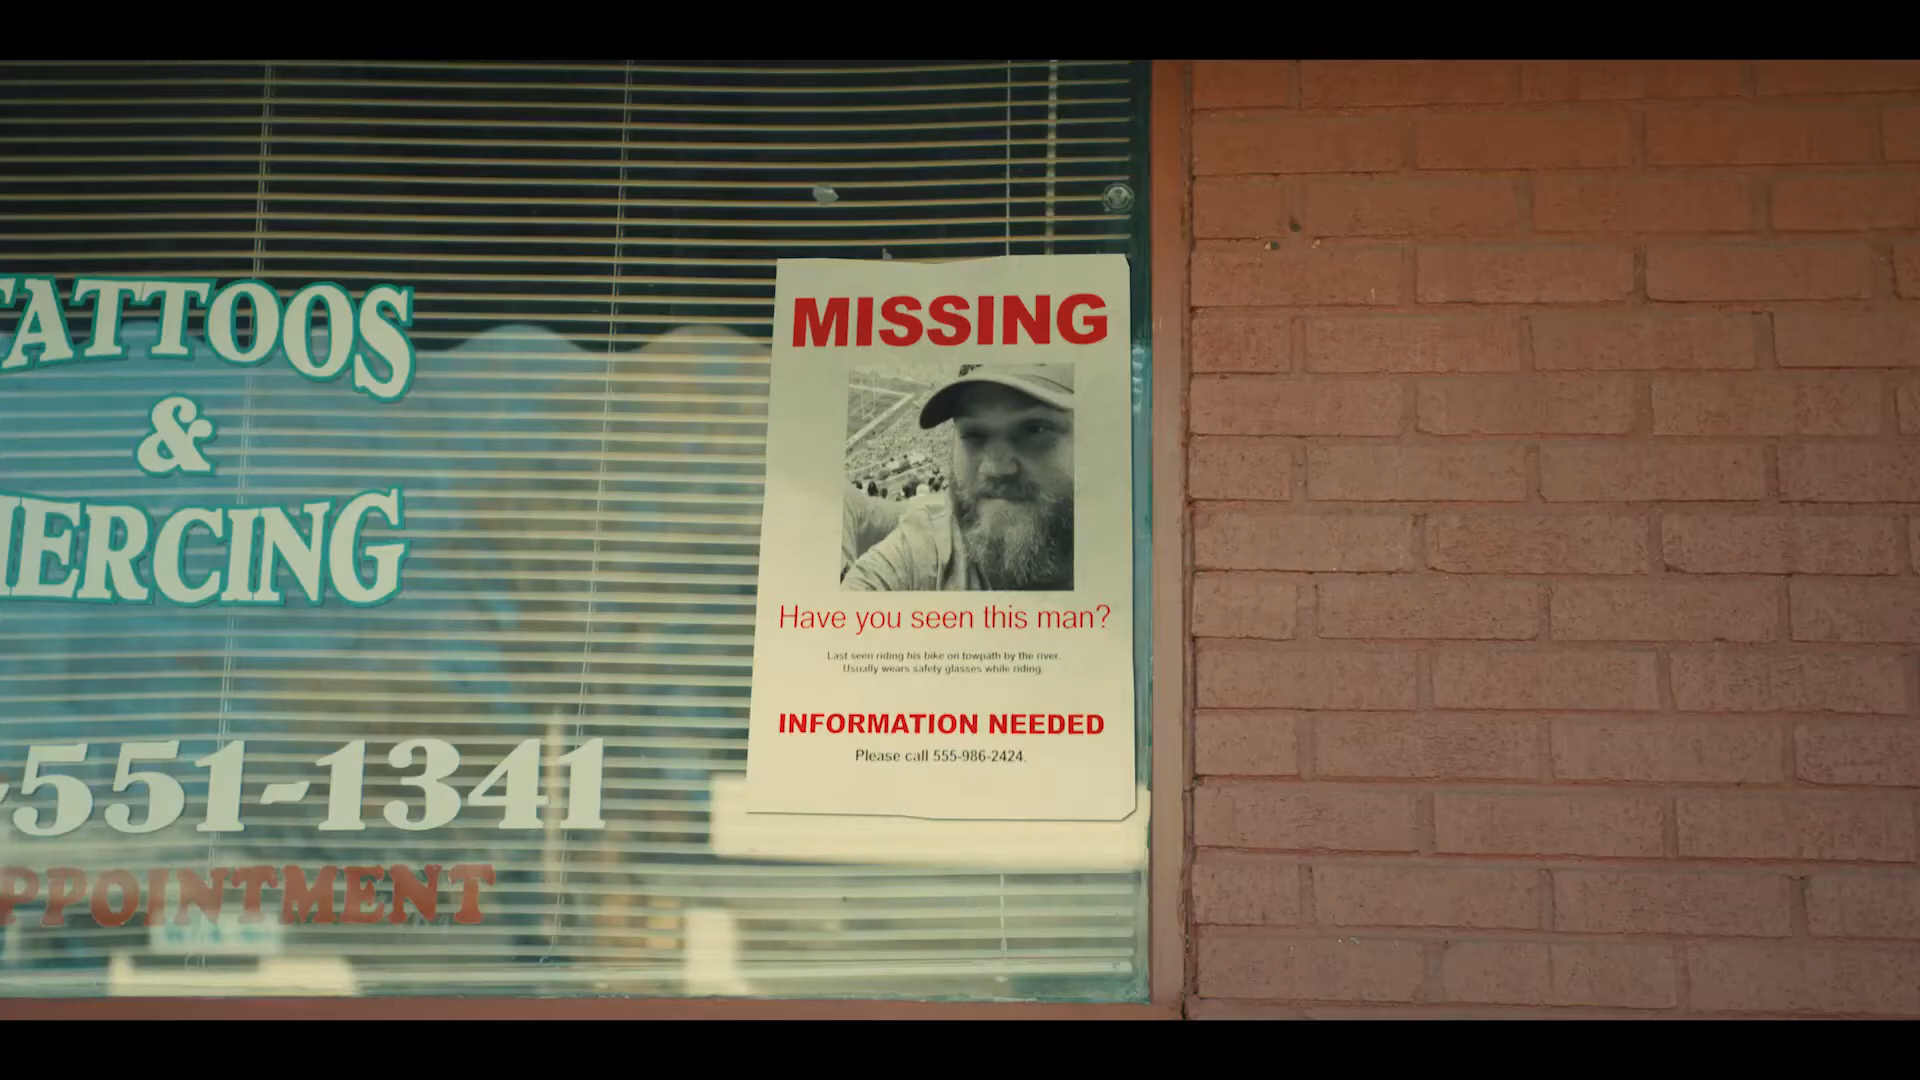 TATTOOS
&
IERCING
-551-1341
PPOINTMENT
MISSING
Have you seen this man?
Last seen riding his bike on towpath by the river.
Usually wears safety glasses while riding.
INFORMATION NEEDED
Please call 555-986-2424.